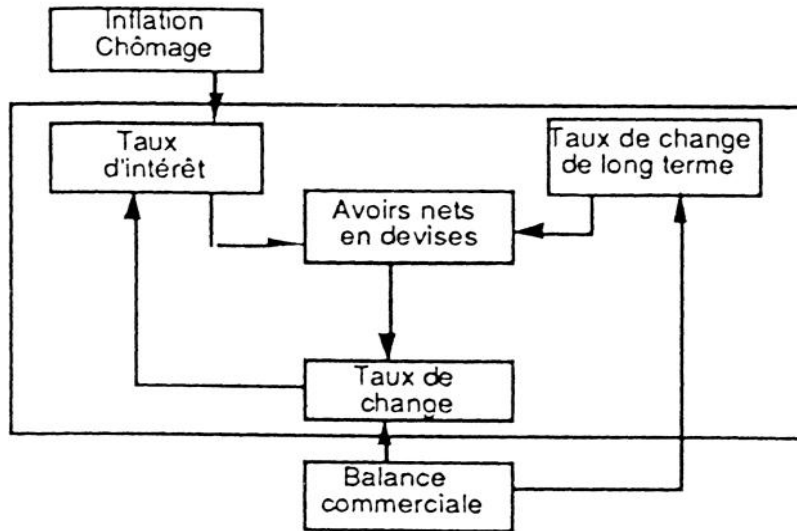 Inflation
Chômage
Taux
d'intérêt
Taux de change
de long terme
Avoirs nets
en devises
Taux de
change
Balance
commerciale